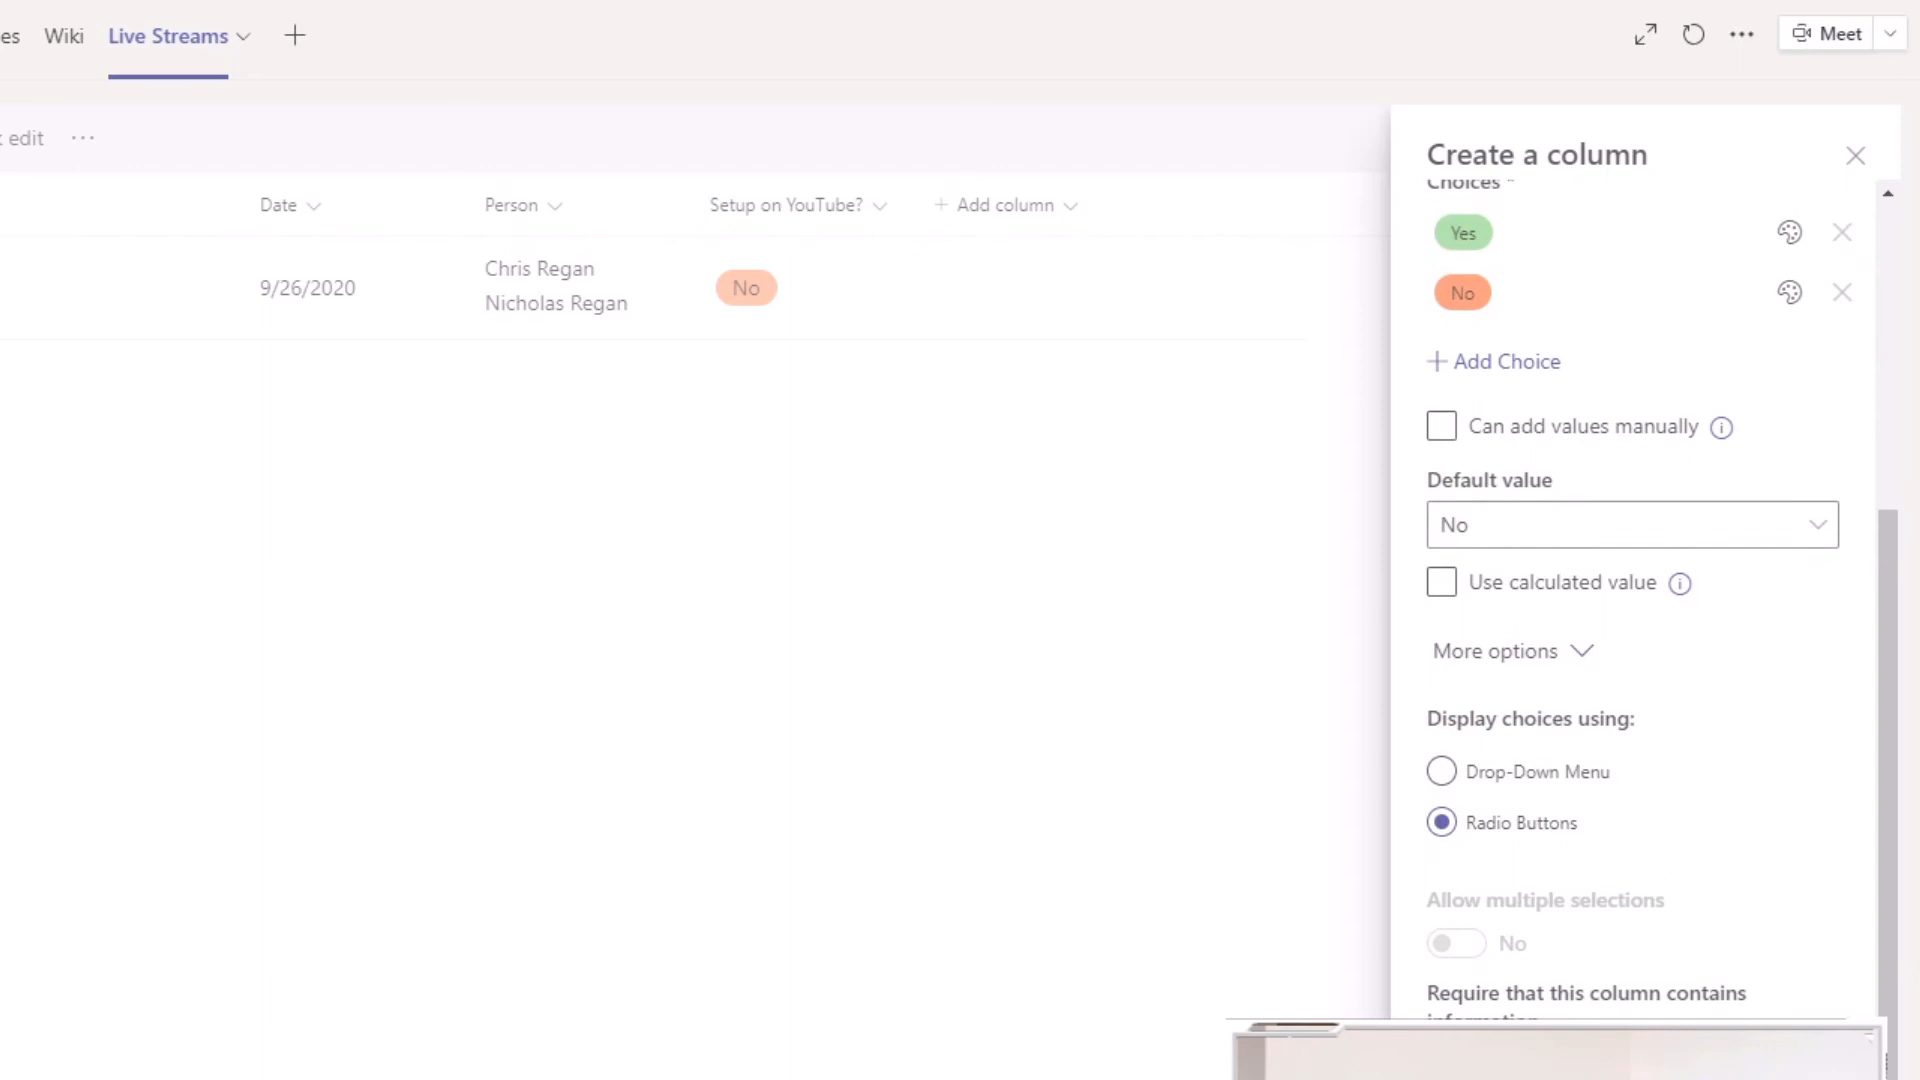 es Wiki Live Streams
Meet
edit ...
Create a column
Choices *
Date Person Setup on YouTube? + Add column
Yes
Chris Regan
9/26/2020 No
Nicholas Regan
No
+ Add Choice
Can add values manually
Default value
No
Use calculated value
More options
Display choices using:
Drop-Down Menu
Radio Buttons
Allow multiple selections
No
Require that this column contains